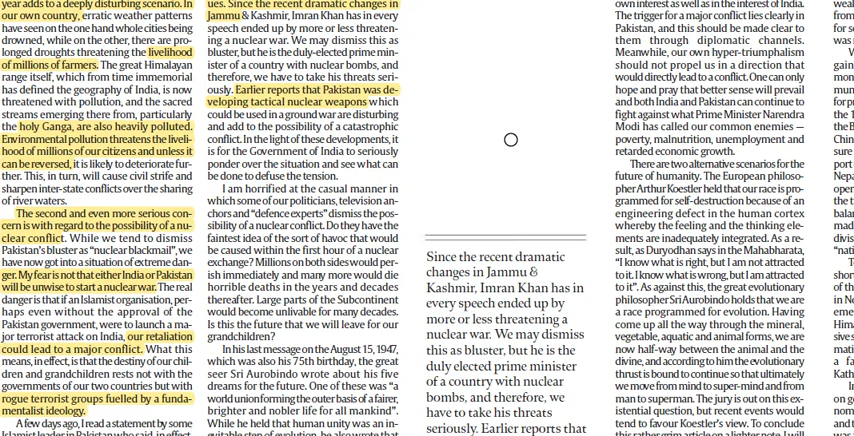 year adds to a deeply disturbing scenario. In
our own country, erratic weather patterns
have seen on the one hand whole cities being
drowned, while on the other, there are pro-
longed droughts threatening the livelihood
of millions of farmers. The great Himalayan
range itself, which from time immemorial
has defined the geography of India, is now
threatened with pollution, and the sacred
streams emerging there from, particularly
the holy Ganga, are also heavily polluted.
Environmental pollution threatens the liveli-
hood of millions of our citizens and unless it
can be reversed, it is likely to deteriorate fur-
ther. This, in turn, will cause civil strife and
sharpen inter-state conflicts over the sharing
of river waters.
The second and even more serious con-
cern is with regard to the possibility of a nu-
clear conflict. While we tend to dismiss
Pakistan's bluster as "nuclear blackmail", we
have now got into a situation of extreme dan-
ger. My fear is not that either India or Pakistan
will be unwise to start a nuclear war. The real
danger is that if an Islamist organisation, per-
haps even without the approval of the
Pakistan government, were to launch a ma-
jor terrorist attack on India, our retaliation
could lead to a major conflict. What this
means, in effect, is that the destiny of our chil-
dren and grandchildren rests not with the
governments of our two countries but with
rogue terrorist groups fuelled by a funda-
mentalist ideology.
A few days ago, I read a statement by some
Islamist leader in Pakistan who said, in effect,
ues. Since the recent dramatic changes in
Jammu & Kashmir, Imran Khan has in every
speech ended up by more or less threaten-
ing a nuclear war. We may dismiss this as
bluster, but he is the duly-elected prime min-
ister of a country with nuclear bombs, and
therefore, we have to take his threats seri-
ously. Earlier reports that Pakistan was de-
veloping tactical nuclear weapons which
could be used in a ground war are disturbing
and add to the possibility of a catastrophic
conflict. In the light of these developments, it
is for the Government of India to seriously
ponder over the situation and see what can
be done to defuse the tension.
I am horrified at the casual manner in
which some of our politicians, television an-
chors and "defence experts" dismiss the pos-
sibility of a nuclear conflict. Do they have the
faintest idea of the sort of havoc that would
be caused within the first hour of a nuclear
exchange? Millions on both sides would per-
ish immediately and many more would die
horrible deaths in the years and decades
thereafter. Large parts of the Subcontinent
would become unlivable for many decades.
Is this the future that we will leave for our
grandchildren?
In his last message on the August 15, 1947,
which was also his 75th birthday, the great
seer Sri Aurobindo wrote about his five
dreams for the future. One of these was "a
world union forming the outer basis of a fairer,
brighter and nobler life for all mankind".
While he held that human unity was an in-
evitable step of evolution, he also wrote that
Since the recent dramatic
changes in Jammu &
Kashmir, Imran Khan has in
every speech ended up by
more or less threatening a
nuclear war. We may dismiss
this as bluster, but he is the
duly elected prime minister
of a country with nuclear
bombs, and therefore, we
have to take his threats
seriously. Earlier reports that
own interest as well as in the interest of India.
The trigger for a major conflict lies clearly in
Pakistan, and this should be made clear to
them through diplomatic channels.
Meanwhile, our own hyper-triumphalism
should not propel us in a direction that
would directly lead to a conflict. One can only
hope and pray that better sense will prevail
and both India and Pakistan can continue to
fight against what Prime Minister Narendra
Modi has called our common enemies —
poverty, malnutrition, unemployment and
retarded economic growth.
There are two alternative scenarios for the
future of humanity. The European philoso-
pher Arthur Koestler held that our race is pro-
grammed for self-destruction because of an
engineering defect in the human cortex
whereby the feeling and the thinking ele-
ments are inadequately integrated. As a re-
sult, as Duryodhan says in the Mahabharata,
"I know what is right, but I am not attracted
to it. I know what is wrong, but I am attracted
to it". As against this, the great evolutionary
philosopher Sri Aurobindo holds that we are
a race programmed for evolution. Having
come up all the way through the mineral,
vegetable, aquatic and animal forms, we are
now half-way between the animal and the
divine, and according to him the evolutionary
thrust is bound to continue so that ultimately
we move from mind to super-mind and from
man to superman. The jury is out on this ex-
istential question, but recent events would
tend to favour Koestler's view. To conclude
this rather grim article on a lighter note, I will